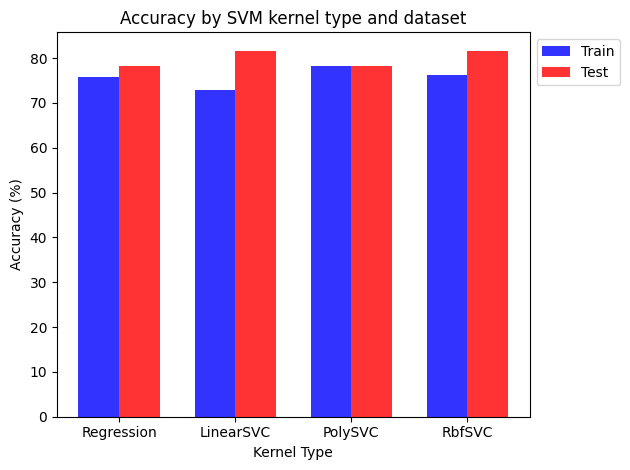 Accuracy by SVM kernel type and dataset
Train
Test
Accuracy (%)
80
70
60
50
40
30
20
10
0
Regression LinearSVC PolySVC RbfSVC
Kernel Type